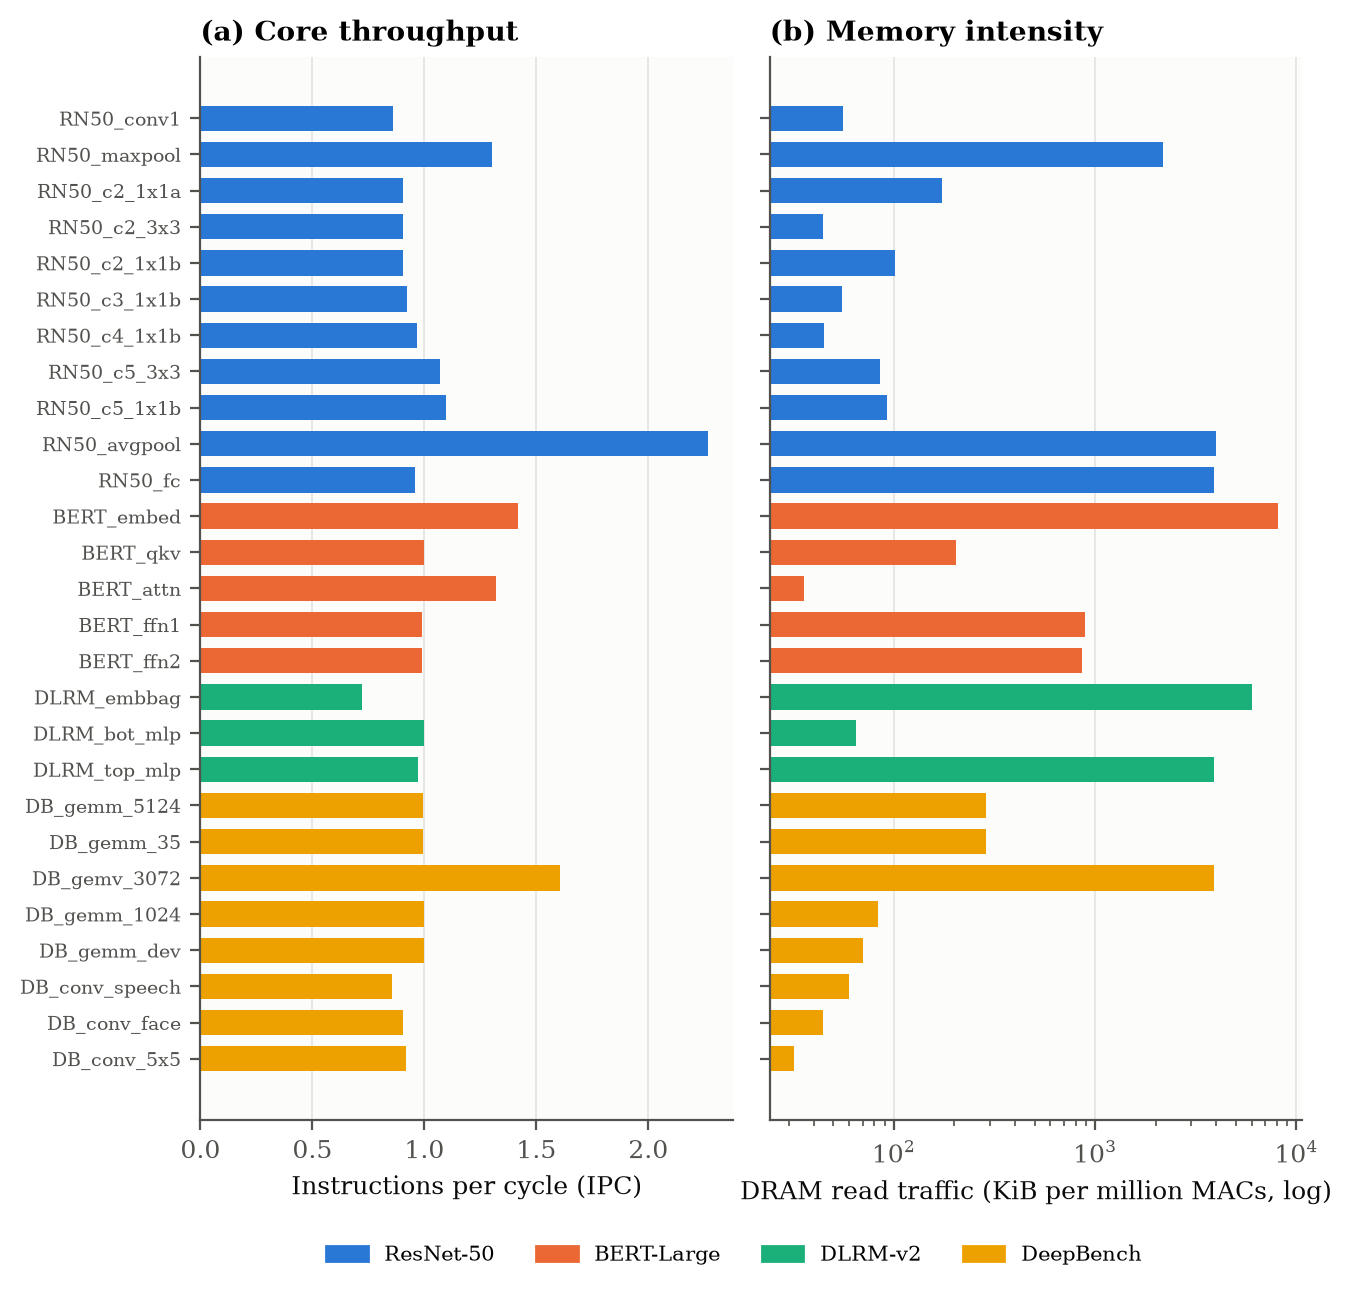 (a) Core throughput
(b) Memory intensity
RN50_conv1
RN50_maxpool
RN50_c2_1x1a
RN50_c2_3x3
RN50_c2_1x1b
RN50_c3_1x1b
RN50_c4_1x1b
RN50_c5_3x3
RN50_c5_1x1b
RN50_avgpool
RN50_fc
BERT_embed
BERT_qkv
BERT_attn
BERT_ffn1
BERT_ffn2
DLRM_embbag
DLRM_bot_mlp
DLRM_top_mlp
DB_gemm_5124
DB_gemm_35
DB_gemv_3072
DB_gemm_1024
DB_gemm_dev
DB_conv_speech
DB_conv_face
DB_conv_5x5
0.0 0.5 1.0 1.5 2.0
10² 10³ 10⁴
Instructions per cycle (IPC)
DRAM read traffic (KiB per million MACs, log)
ResNet-50 BERT-Large DLRM-v2 DeepBench